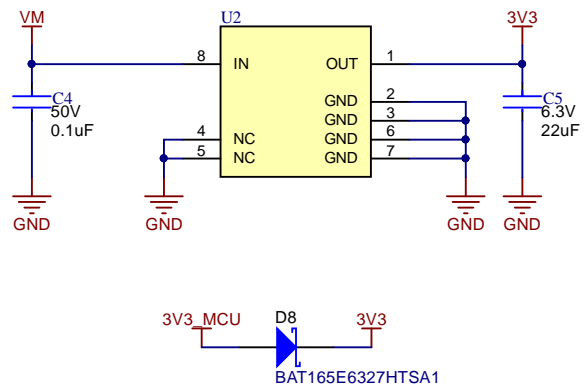 VM
U2
3V3
8
IN
OUT
1
C4
50V
0.1uF
GND
2
GND
3
GND
6
GND
7
4
NC
5
NC
C5
6.3V
22uF
GND
GND
GND
GND
3V3_MCU
D8
3V3
BAT165E6327HTSA1